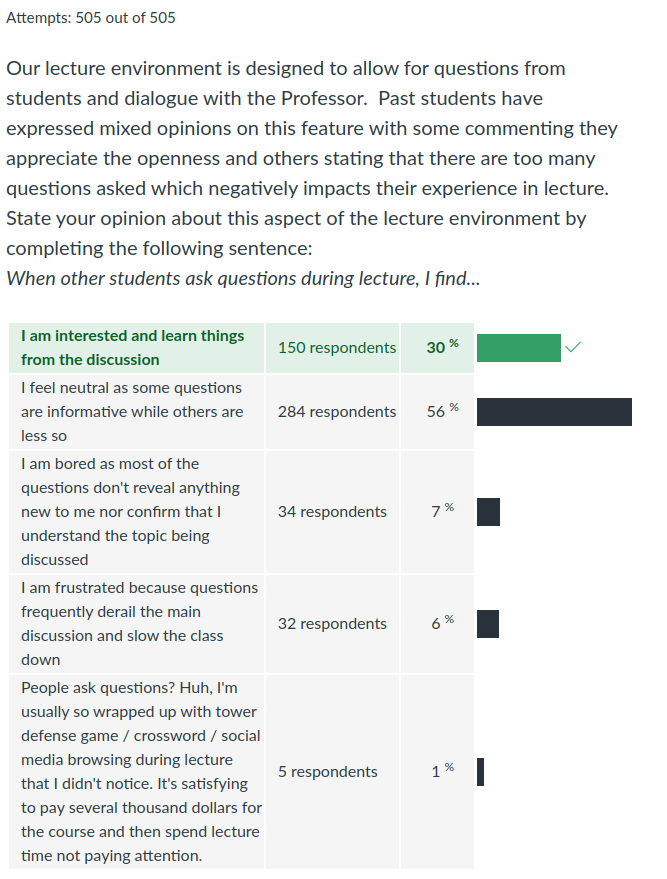 Attempts: 505 out of 505
Our lecture environment is designed to allow for questions from
students and dialogue with the Professor.  Past students have
expressed mixed opinions on this feature with some commenting they
appreciate the openness and others stating that there are too many
questions asked which negatively impacts their experience in lecture.
State your opinion about this aspect of the lecture environment by
completing the following sentence:
When other students ask questions during lecture, I find...
I am interested and learn things
from the discussion
150 respondents
30 %
I feel neutral as some questions
are informative while others are
less so
284 respondents
56 %
I am bored as most of the
questions don't reveal anything
new to me nor confirm that I
understand the topic being
discussed
34 respondents
7 %
I am frustrated because questions
frequently derail the main
discussion and slow the class
down
32 respondents
6 %
People ask questions? Huh, I'm
usually so wrapped up with tower
defense game / crossword / social
media browsing during lecture
that I didn't notice. It's satisfying
to pay several thousand dollars for
the course and then spend lecture
time not paying attention.
5 respondents
1 %